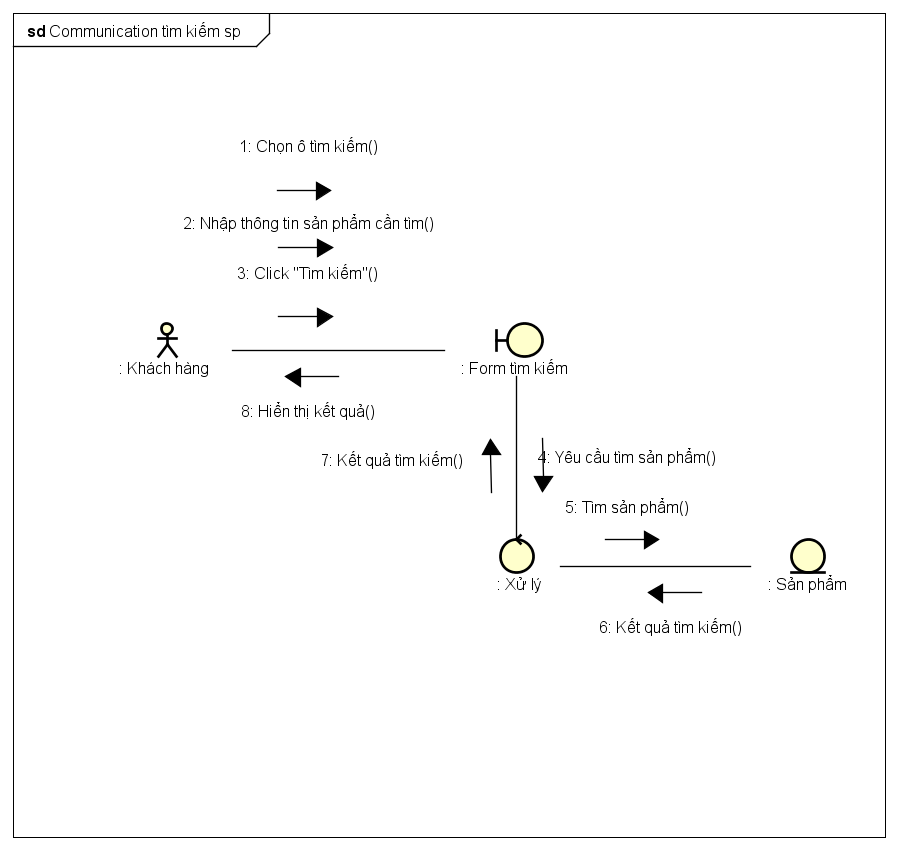 sd Communication tìm kiếm sp
1: Chọn ô tìm kiếm()
2: Nhập thông tin sản phẩm cần tìm()
3: Click "Tìm kiếm"()
: Khách hàng
: Form tìm kiếm
8: Hiển thị kết quả()
7: Kết quả tìm kiếm()
4: Yêu cầu tìm sản phẩm()
5: Tìm sản phẩm()
: Xử lý
: Sản phẩm
6: Kết quả tìm kiếm()